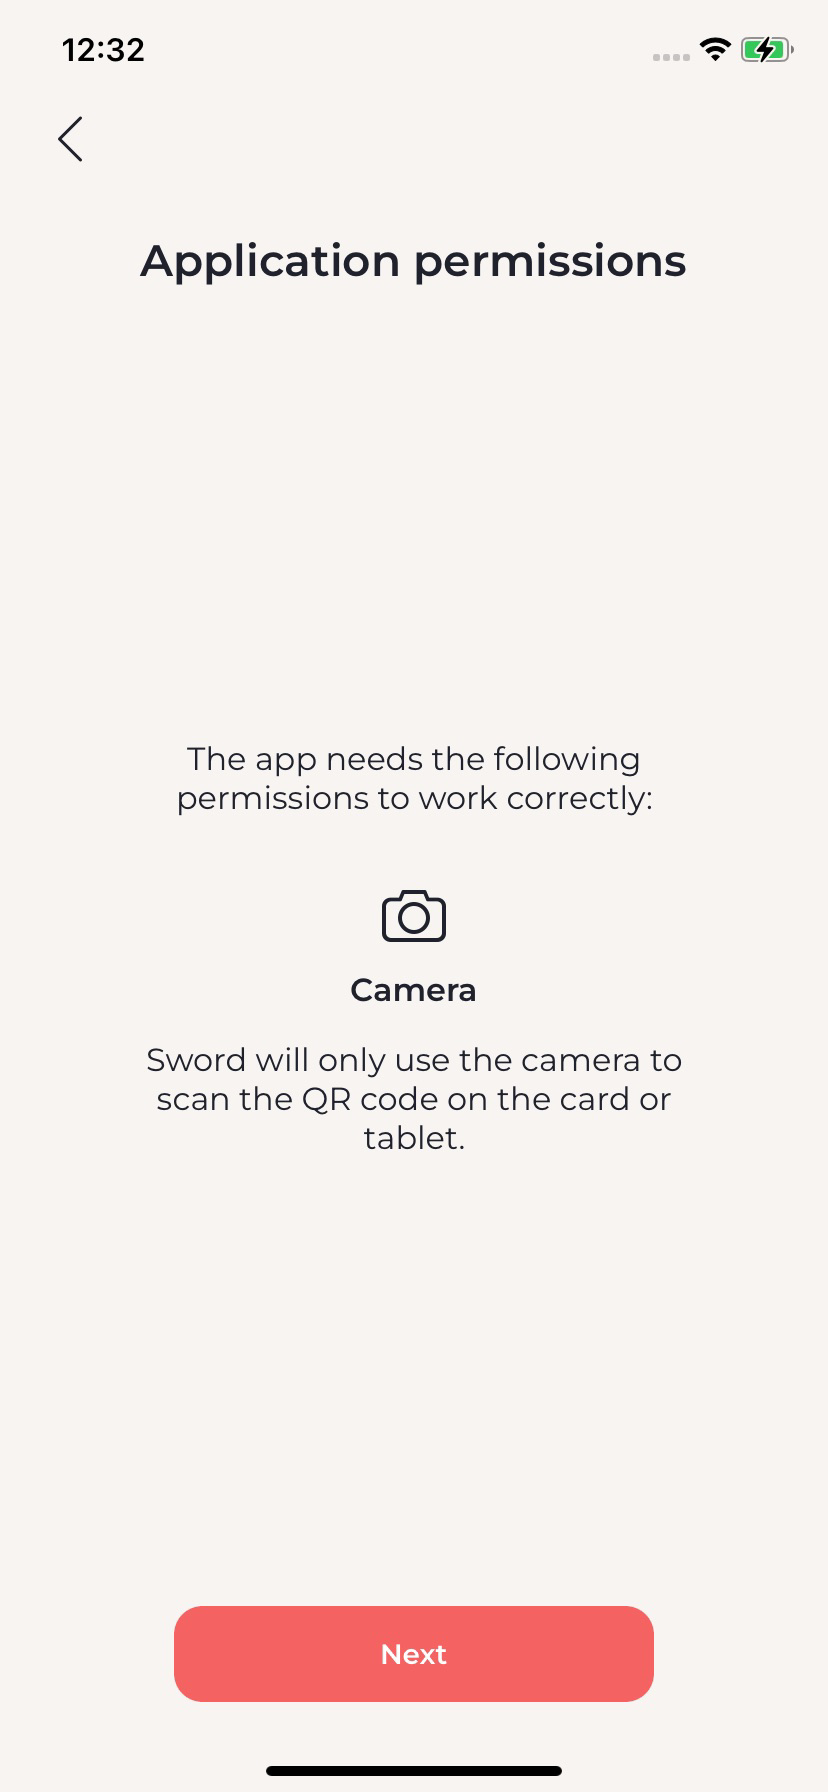 12:32
Application permissions
The app needs the following
permissions to work correctly:
Camera
Sword will only use the camera to
scan the QR code on the card or
tablet.
Next